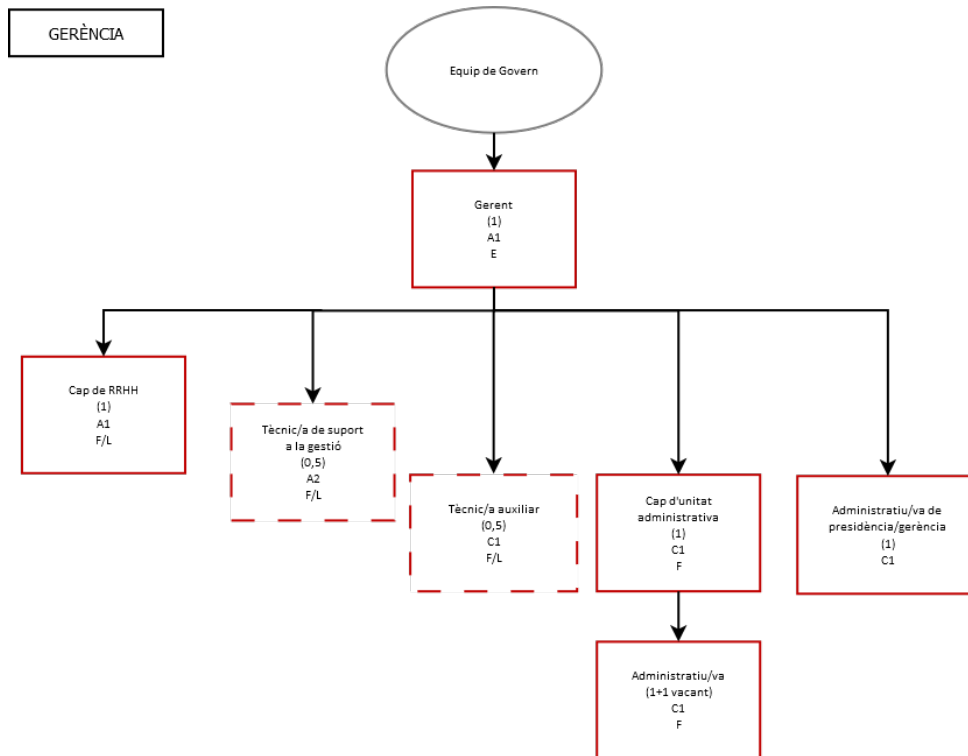 GERÈNCIA
Equip de Govern
Gerent
(1)
A1
E
Cap de RRHH
(1)
A1
F/L
Tècnic/a de suport
a la gestió
(0,5)
A2
F/L
Tècnic/a auxiliar
(0,5)
C1
F/L
Cap d'unitat
administrativa
(1)
C1
F
Administratiu/va de
presidència/gerència
(1)
C1
Administratiu/va
(1+1 vacant)
C1
F